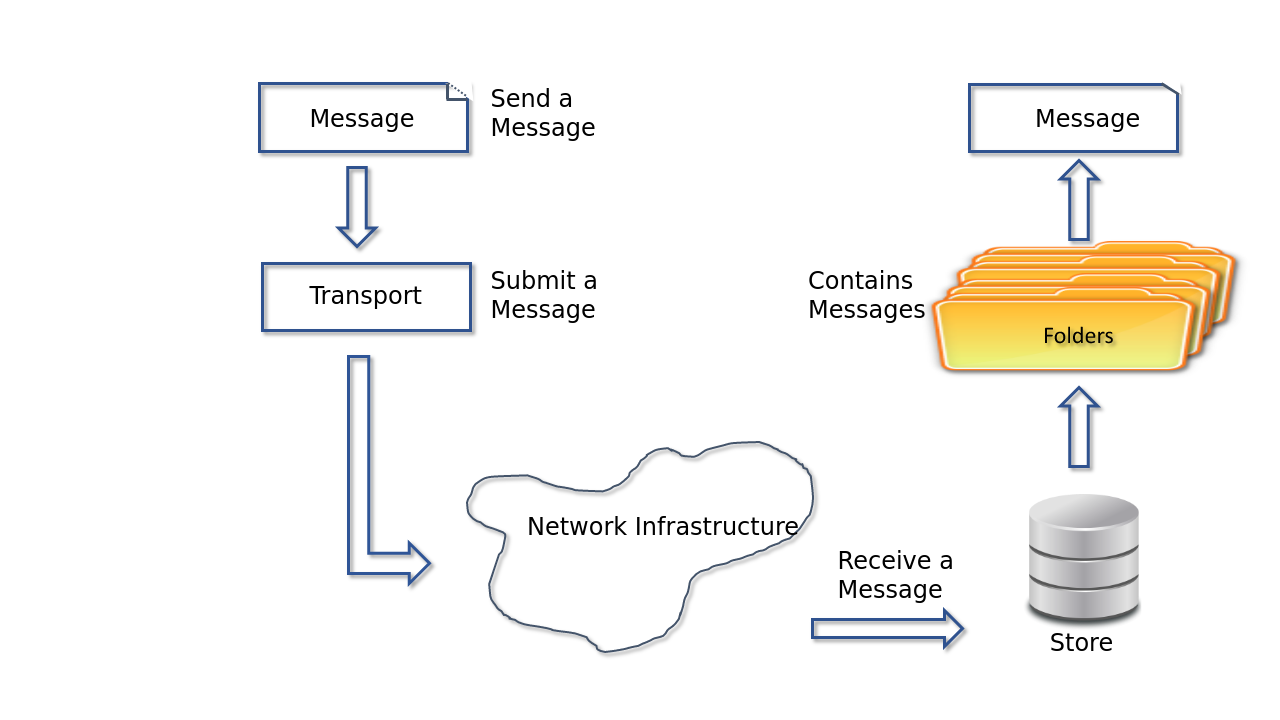 Message
Send a
Message
Transport
Submit a
Message
Network Infrastructure
Receive a
Message
Store
Folders
Contains
Messages
Message